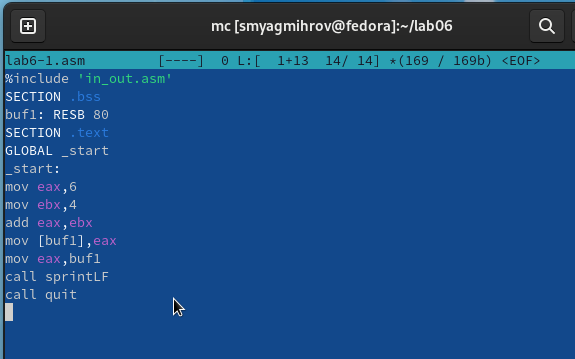 mc [smyagmihrov@fedora]:~/lab06
lab6-1.asm [----] 0 L:[ 1+13 14/ 14] *(169 / 169b) <EOF>
%include 'in_out.asm'
SECTION .bss
buf1: RESB 80
SECTION .text
GLOBAL _start
_start:
mov eax,6
mov ebx,4
add eax,ebx
mov [buf1],eax
mov eax,buf1
call sprintLF
call quit